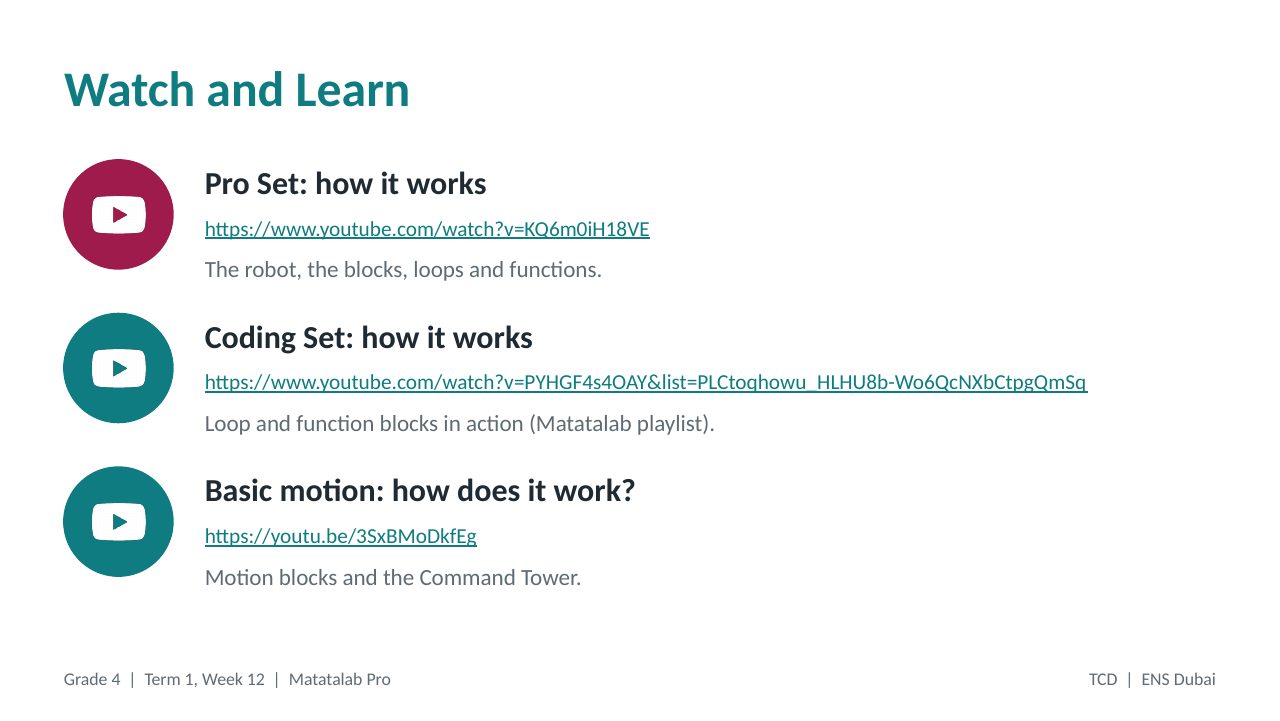 Watch and Learn
Pro Set: how it works
https://www.youtube.com/watch?v=KQ6m0iH18VE
The robot, the blocks, loops and functions.
Coding Set: how it works
https://www.youtube.com/watch?v=PYHGF4s4OAY&list=PLCtoqhowu_HLHU8b-Wo6QcNXbCtpgQmSq
Loop and function blocks in action (Matatalab playlist).
Basic motion: how does it work?
https://youtu.be/3SxBMoDkfEg
Motion blocks and the Command Tower.
Grade 4 | Term 1, Week 12 | Matatalab Pro
TCD | ENS Dubai